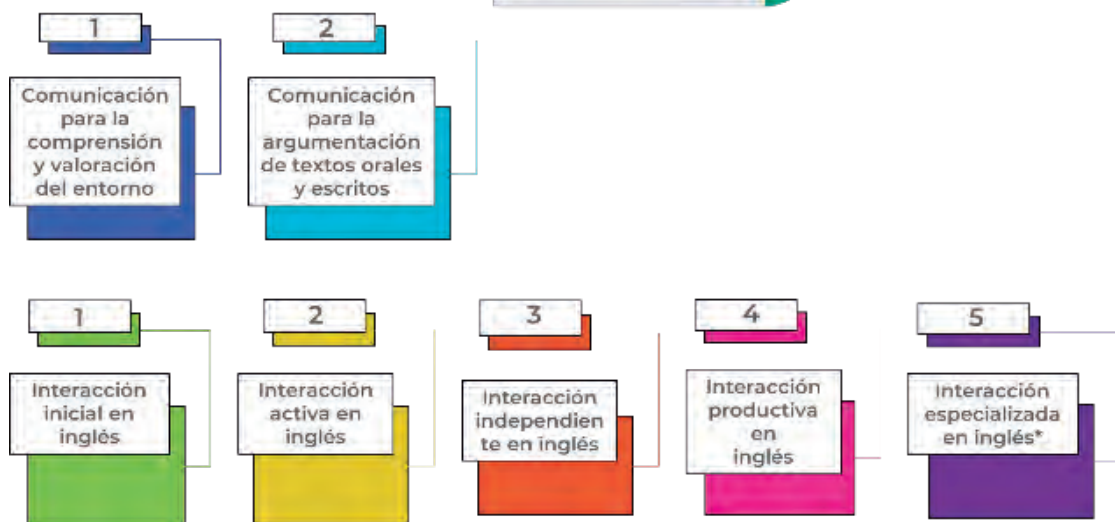 1
Comunicación
para la
comprensión
y valoración
del entorno
2
Comunicación
para la
argumentación
de textos orales
y escritos
1
Interacción
inicial en
inglés
2
Interacción
activa en
inglés
3
Interacción
independien
te en inglés
4
Interacción
productiva
en
inglés
5
Interacción
especializada
en inglés*